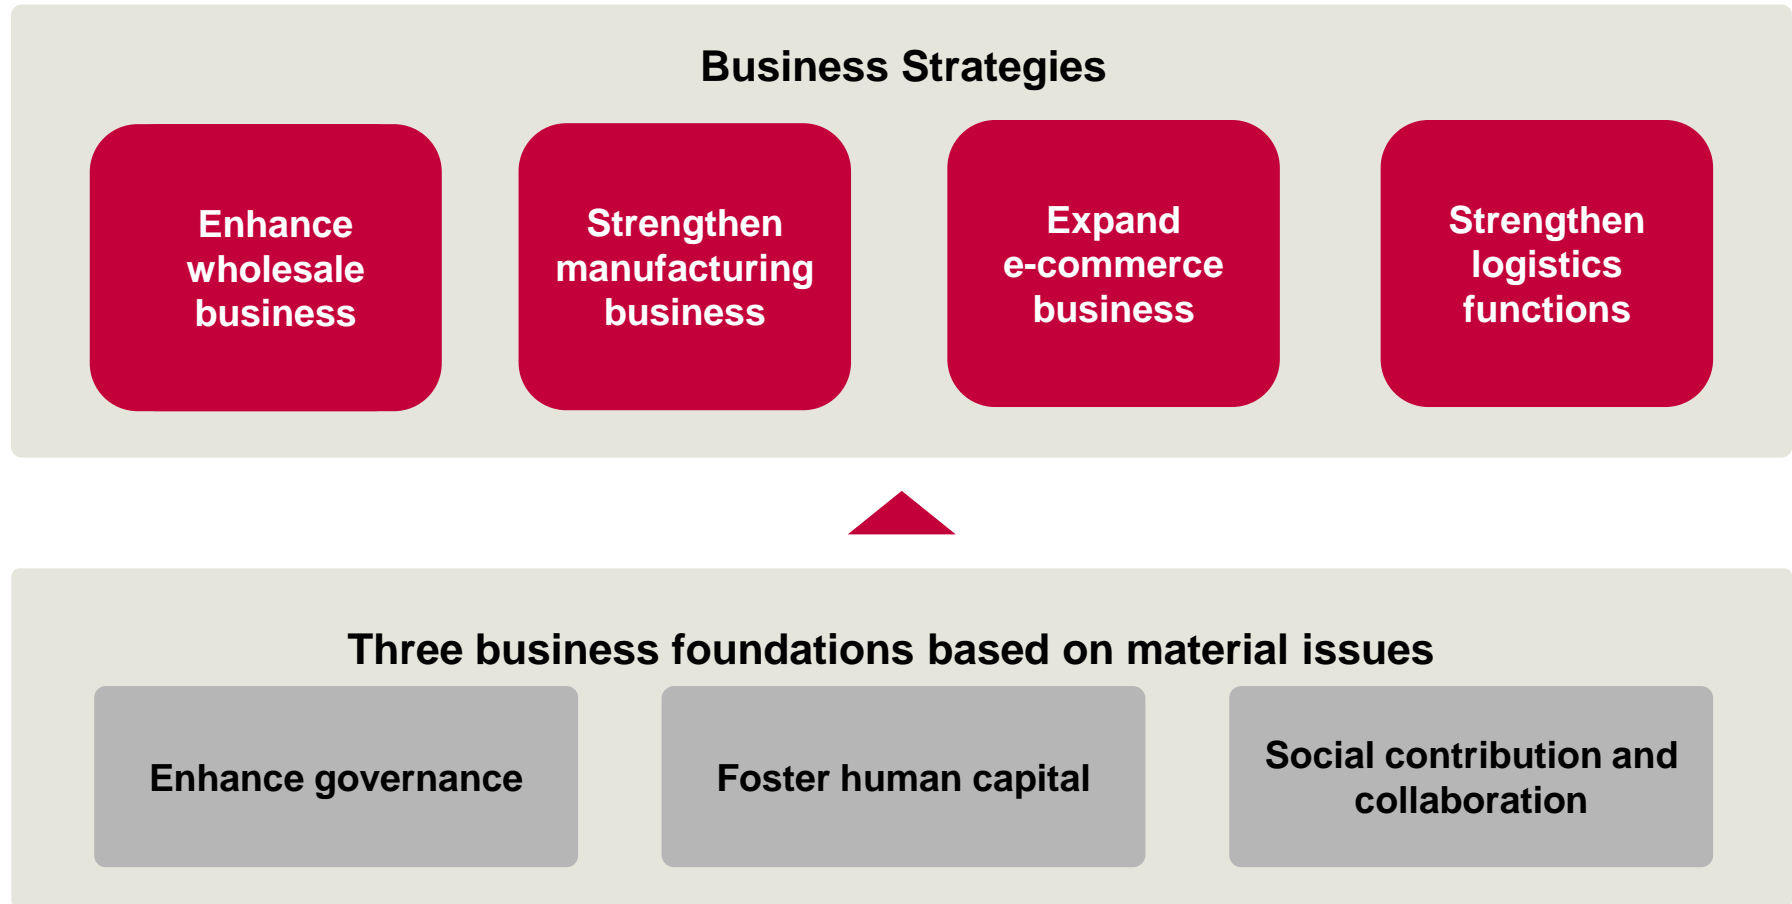 Business Strategies
Enhance
wholesale
business
Strengthen
manufacturing
business
Expand
e-commerce
business
Strengthen
logistics
functions
Three business foundations based on material issues
Enhance governance
Foster human capital
Social contribution and
collaboration